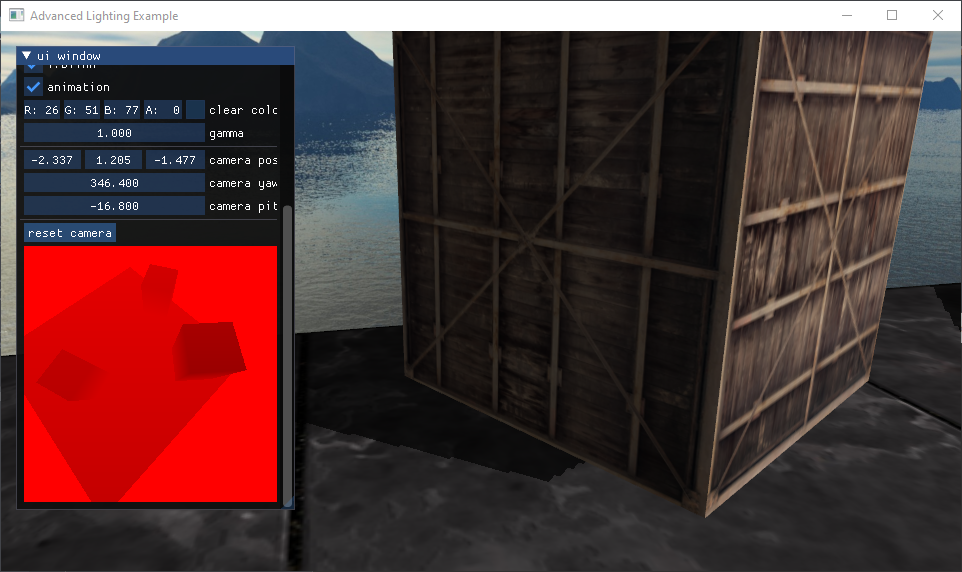 Advanced Lighting Example
ui window
animation
R: 26 G: 51 B: 77 A: 0 clear colo
1.000 gamma
-2.337 1.205 -1.477 camera pos
346.400 camera yaw
-16.800 camera pit
reset camera